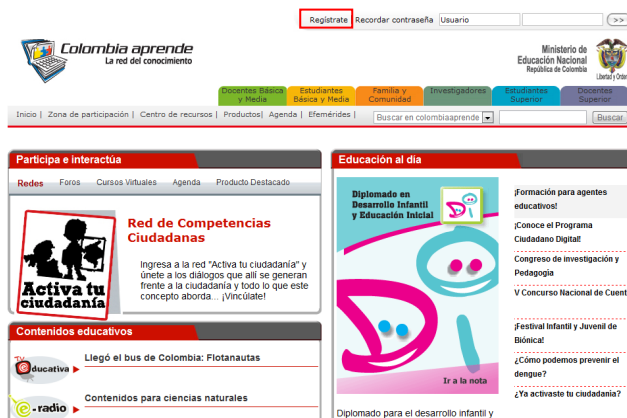 Regístrate Recordar contraseña Usuario >>
Colombia aprende
La red del conocimiento
Ministerio de
Educación Nacional
República de Colombia
Libertad y Orden
Docentes Básica
y Media
Estudiantes
Básica y Media
Familia y
Comunidad
Investigadores
Estudiantes
Superior
Docentes
Superior
Inicio | Zona de participación | Centro de recursos | Productos| Agenda | Efemérides |
Buscar en colombiaaprende
Buscar
Participa e interactúa
Redes Foros Cursos Virtuales Agenda Producto Destacado
Activa tu
ciudadanía
Red de Competencias
Ciudadanas
Ingresa a la red "Activa tu ciudadanía" y
únete a los diálogos que allí se generan
frente a la ciudadanía y todo lo que este
concepto aborda... ¡Vincúlate!
Contenidos educativos
TV
educativa
Llegó el bus de Colombia: Flotanautas
e-radio
Contenidos para ciencias naturales
Educación al día
Diplomado en
Desarrollo Infantil
y Educación Inicial
Di
Ir a la nota
Diplomado para el desarrollo infantil y
¡Formación para agentes
educativos!
¡Conoce el Programa
Ciudadano Digital!
Congreso de investigación y
Pedagogía
V Concurso Nacional de Cuent
¡Festival Infantil y Juvenil de
Biónica!
¿Cómo podemos prevenir el
dengue?
¿Ya activaste tu ciudadanía?